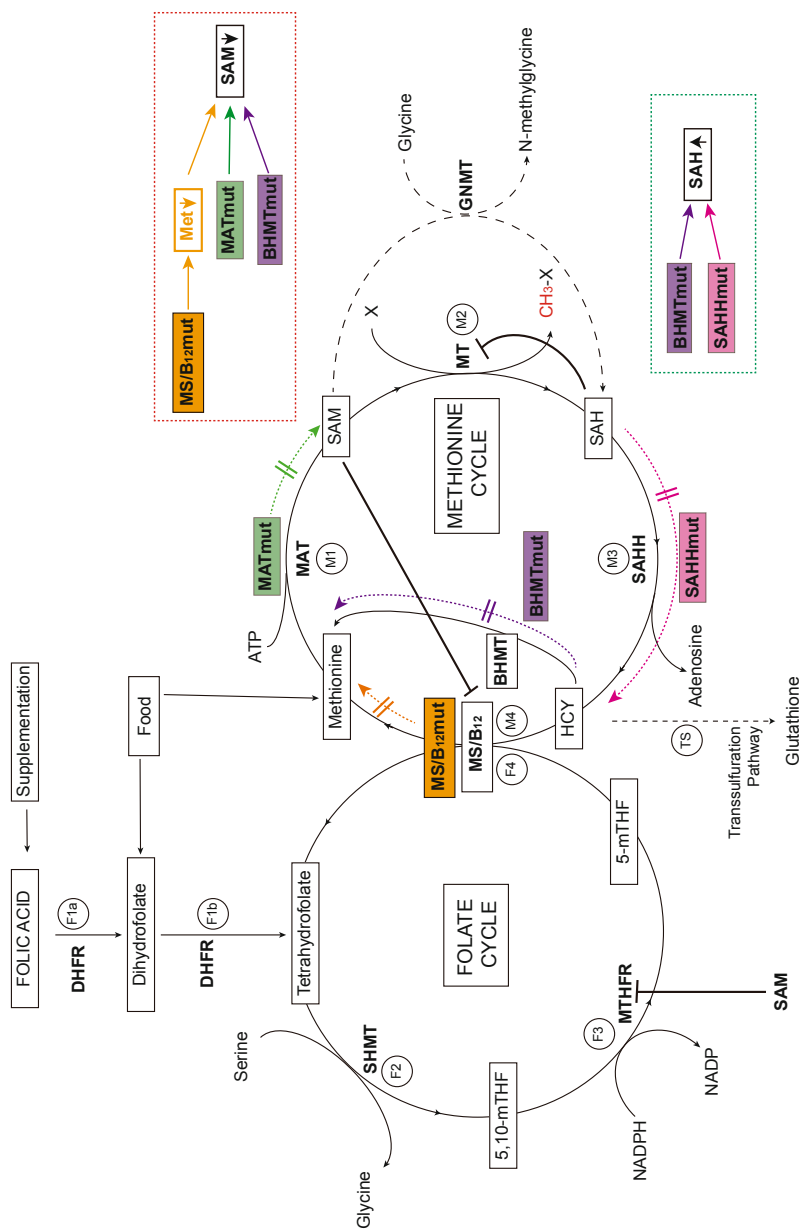 Supplementation
FOLIC ACID
F1a
DHFR
Food
Dihydrofolate
F1b
DHFR
Tetrahydrofolate
Serine
SHMT
F2
Glycine
5,10-mTHF
FOLATE
CYCLE
F3
MTHFR
NADPH
NADP
SAM
5-mTHF
F4
MS/B12
M4
MS/B12mut
Methionine
ATP
MAT
M1
MATmut
SAM
METHIONINE
CYCLE
BHMT
BHMTmut
HCY
X
MT
M2
CH3-X
GNMT
Glycine
N-methylglycine
SAH
M3
SAHH
SAHHmut
Adenosine
TS
Transsulfuration
Pathway
Glutathione
MS/B12mut
Met
MATmut
BHMTmut
SAM
BHMTmut
SAHHmut
SAH